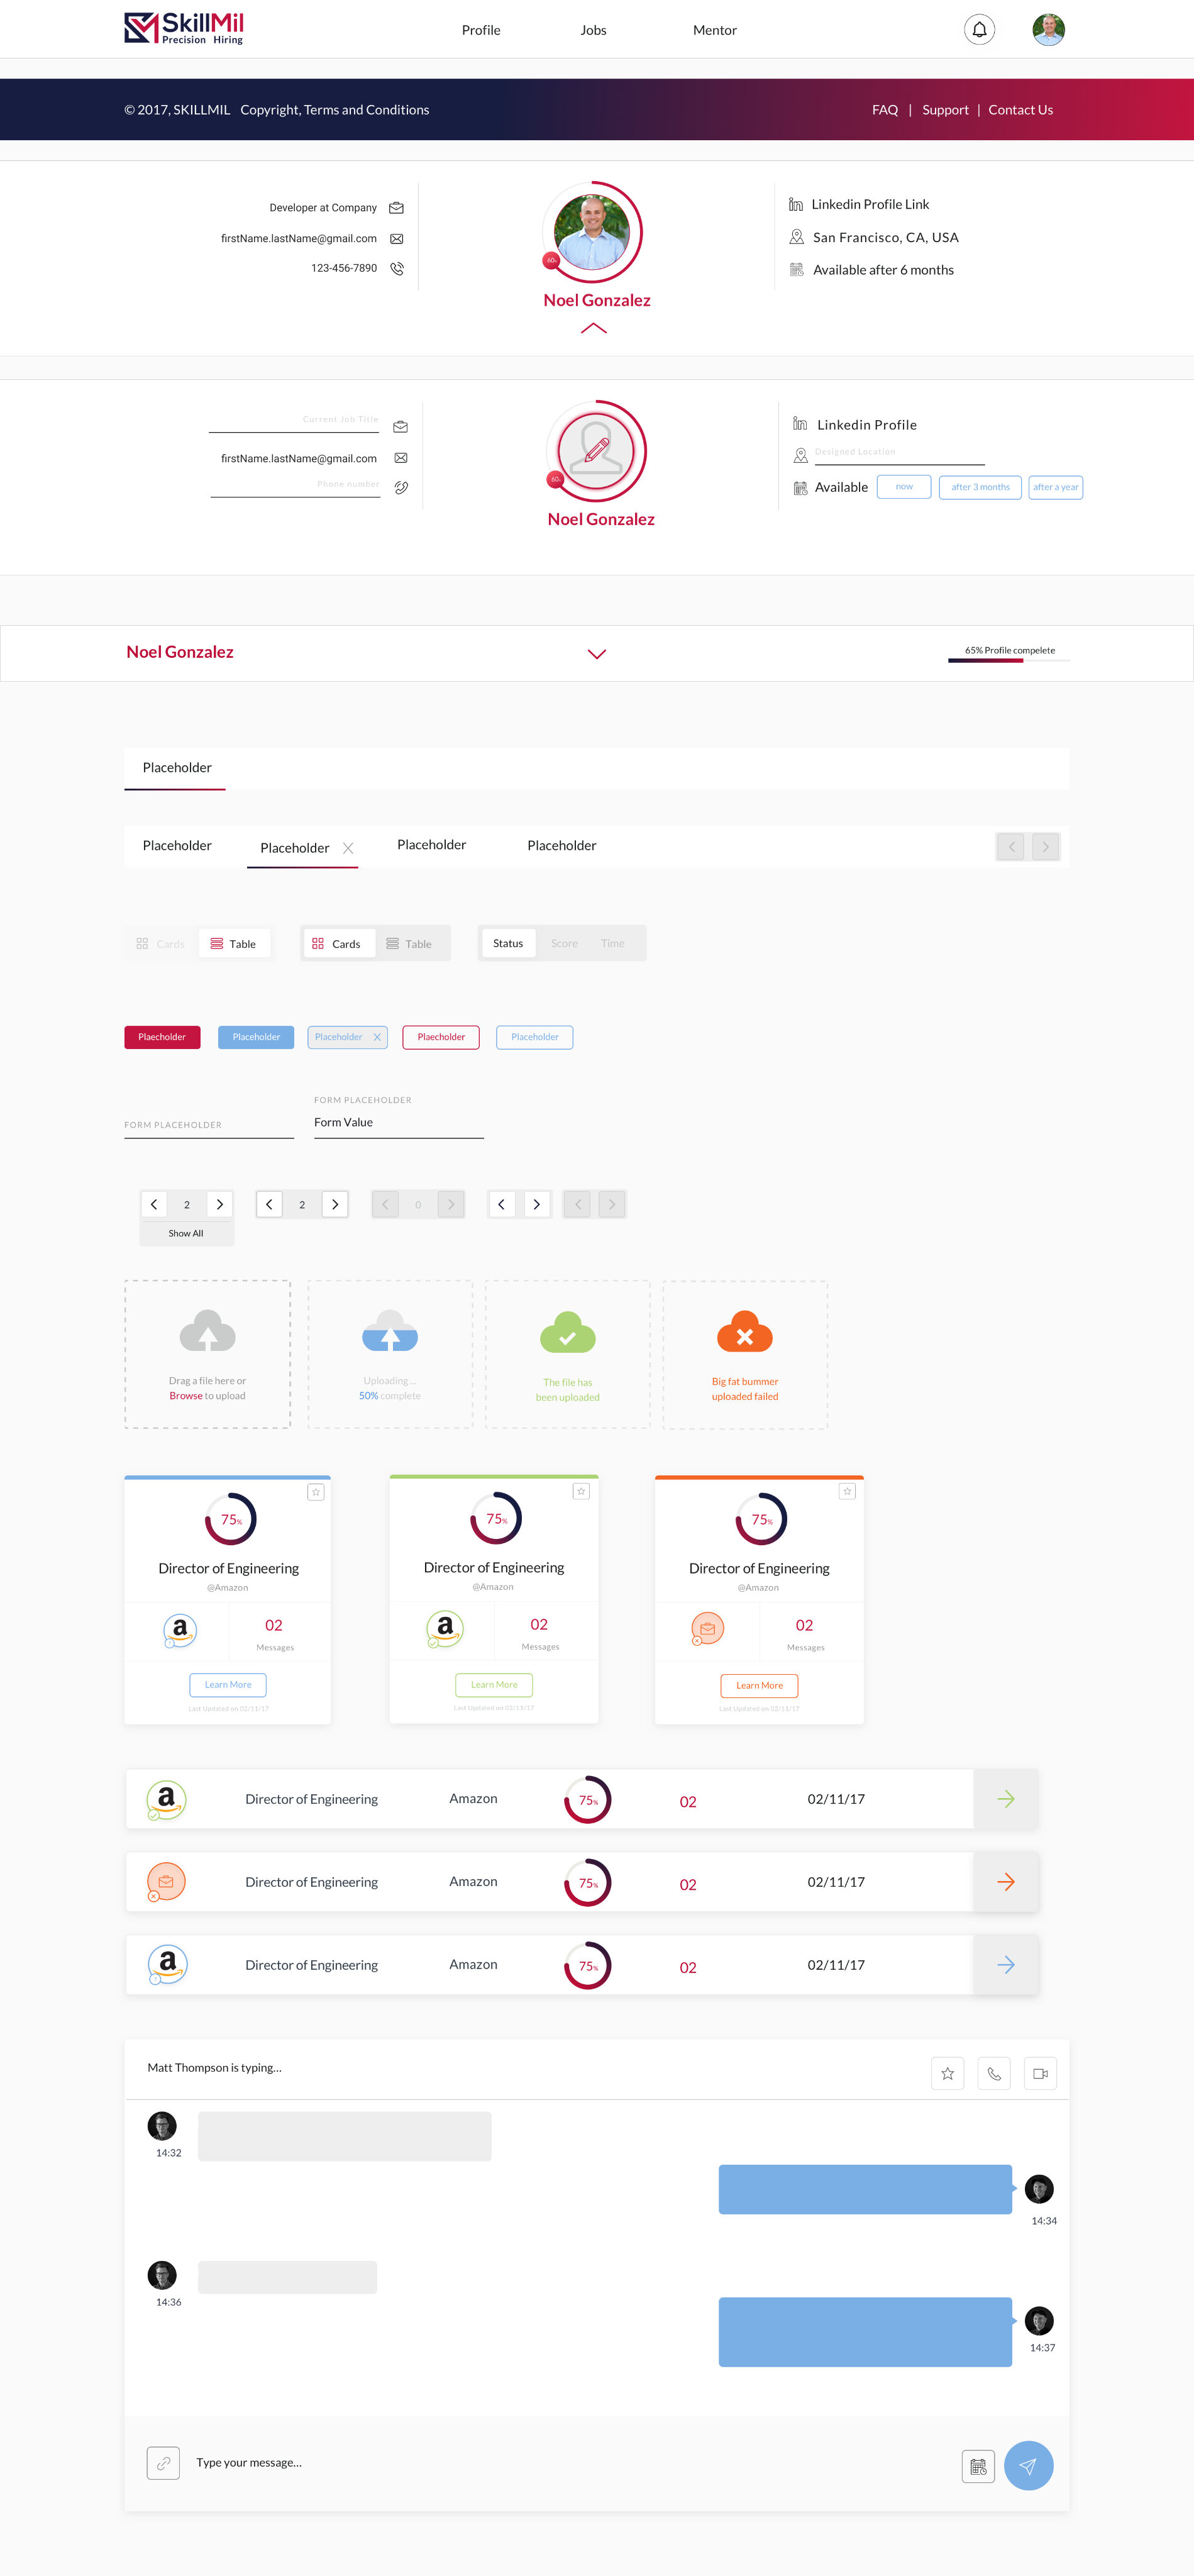 SkillMil
Precision Hiring
Profile Jobs Mentor
© 2017, SKILLMIL Copyright, Terms and Conditions FAQ | Support | Contact Us
Developer at Company
firstName.lastName@gmail.com
123-456-7890
60%
Noel Gonzalez
Linkedin Profile Link
San Francisco, CA, USA
Available after 6 months
Current Job Title
firstName.lastName@gmail.com
Phone number
60%
Noel Gonzalez
Linkedin Profile
Designed Location
Available now after 3 months after a year
Noel Gonzalez 65% Profile compelete
Placeholder
Placeholder Placeholder X Placeholder Placeholder
Cards Table Cards Table Status Score Time
Plaecholder Placeholder Placeholder X Plaecholder Placeholder
FORM PLACEHOLDER
FORM PLACEHOLDER
Form Value
2 2 0
Show All
Drag a file here or
Browse to upload
Uploading ...
50% complete
The file has
been uploaded
Big fat bummer
uploaded failed
75%
Director of Engineering
@Amazon
a 02
Messages
Learn More
Last Updated on 02/11/17
75%
Director of Engineering
@Amazon
a 02
Messages
Learn More
Last Updated on 02/11/17
75%
Director of Engineering
@Amazon
02
Messages
Learn More
Last Updated on 02/11/17
a Director of Engineering Amazon 75% 02 02/11/17
Director of Engineering Amazon 75% 02 02/11/17
a Director of Engineering Amazon 75% 02 02/11/17
Matt Thompson is typing...
14:32
14:34
14:36
14:37
Type your message...